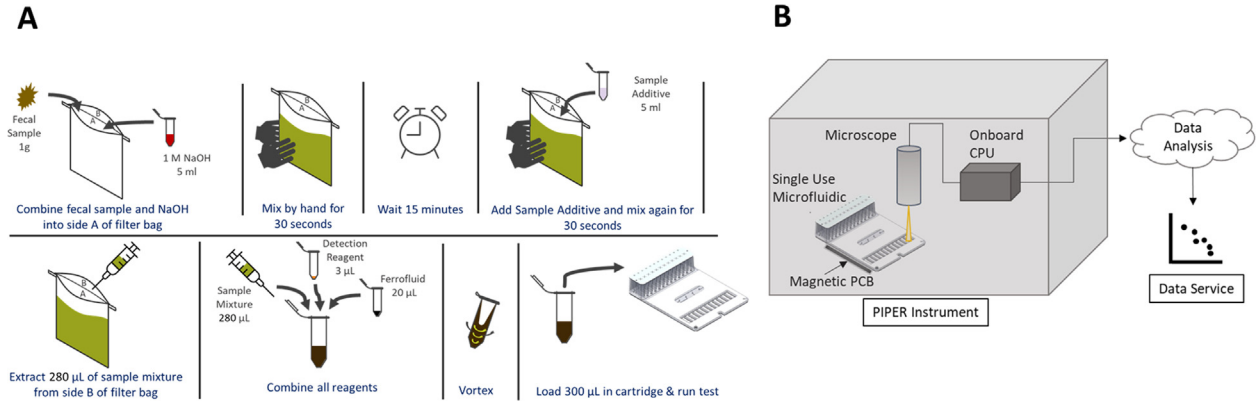 A
B
A
Fecal
Sample
1g
1 M NaOH
5 ml
Combine fecal sample and NaOH
into side A of filter bag
Mix by hand for
30 seconds
Wait 15 minutes
B
A
Sample
Additive
5 ml
Add Sample Additive and mix again for
30 seconds
B
A
Extract 280 µL of sample mixture
from side B of filter bag
Sample
Mixture
280 µL
Detection
Reagent
3 µL
Ferrofluid
20 µL
Combine all reagents
Vortex
Load 300 µL in cartridge & run test
B
Microscope
Onboard
CPU
Single Use
Microfluidic
Magnetic PCB
PIPER Instrument
Data
Analysis
Data Service